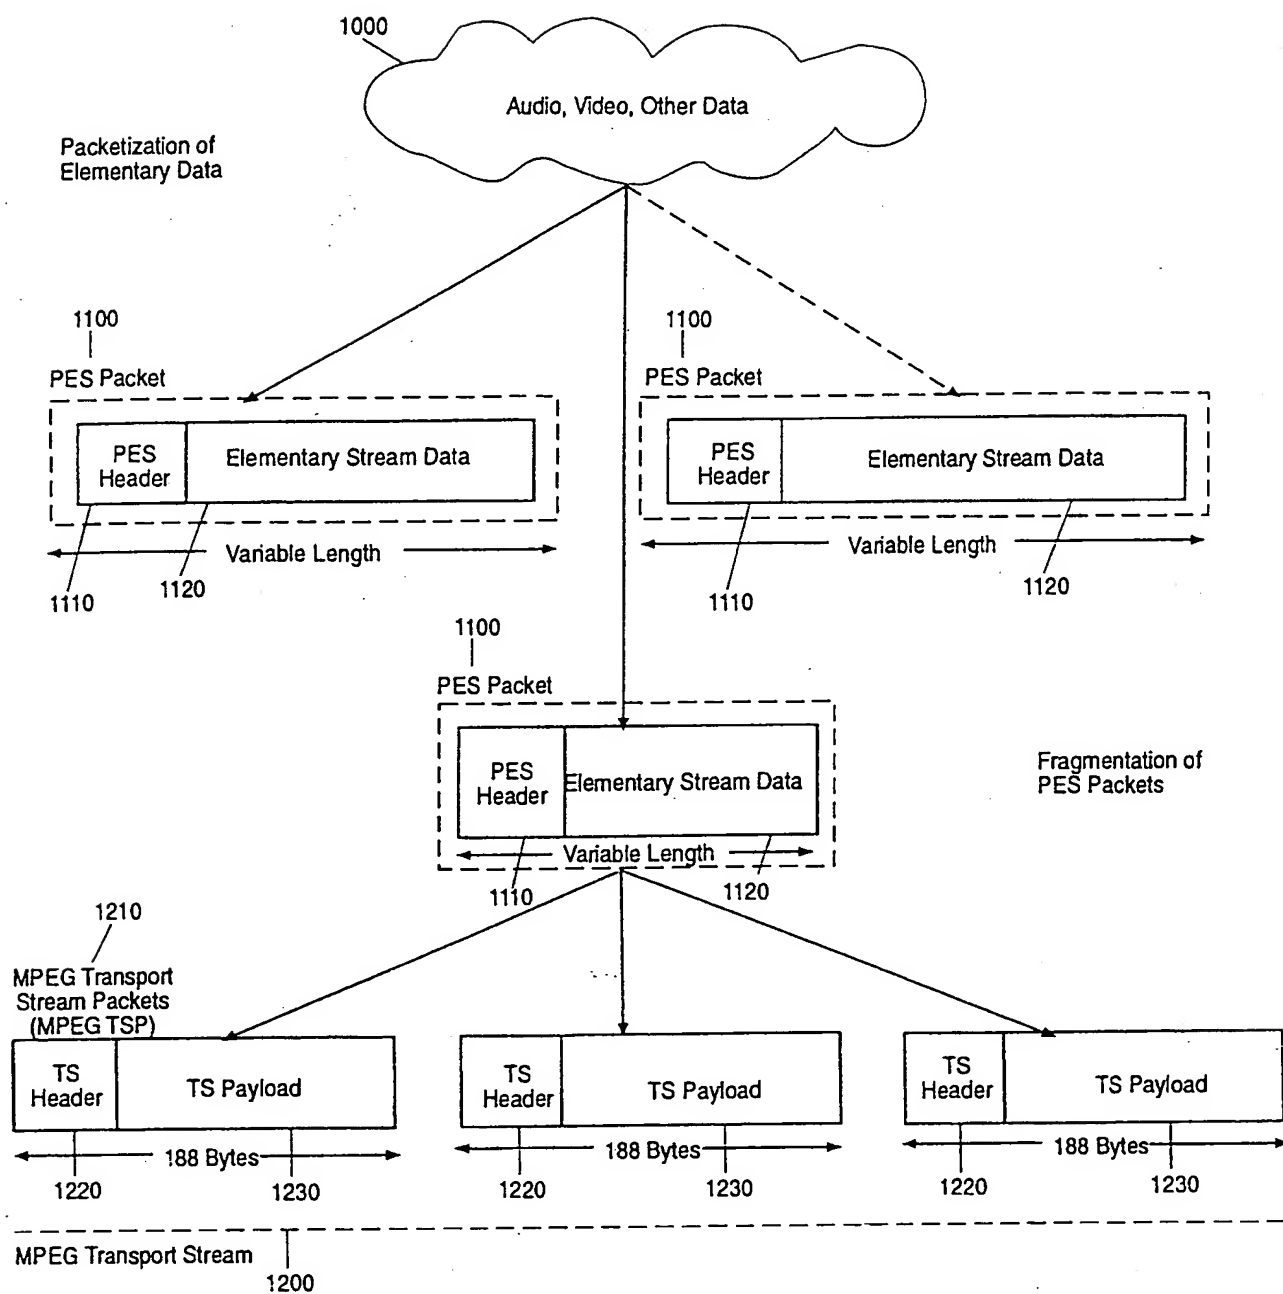 1000
Audio, Video, Other Data
Packetization of
Elementary Data
1100
PES Packet
PES
Header
Elementary Stream Data
Variable Length
1110
1120
1100
PES Packet
PES
Header
Elementary Stream Data
Variable Length
1110
1120
1100
PES Packet
PES
Header
Elementary Stream Data
Variable Length
1110
1120
Fragmentation of
PES Packets
1210
MPEG Transport
Stream Packets
(MPEG TSP)
TS
Header
TS Payload
188 Bytes
1220
1230
TS
Header
TS Payload
188 Bytes
1220
1230
TS
Header
TS Payload
188 Bytes
1220
1230
MPEG Transport Stream
1200